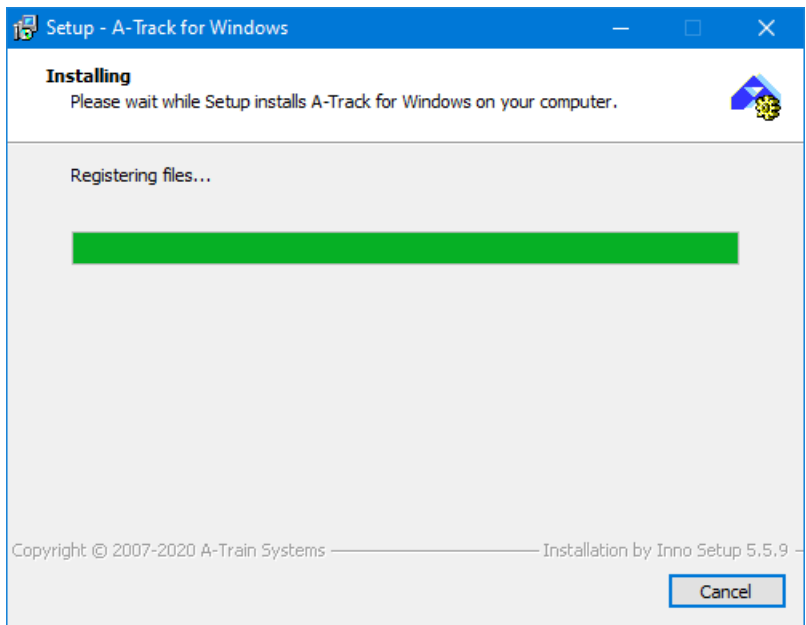 Setup - A-Track for Windows
Installing
Please wait while Setup installs A-Track for Windows on your computer.
Registering files...
Copyright © 2007-2020 A-Train Systems
Installation by Inno Setup 5.5.9
Cancel